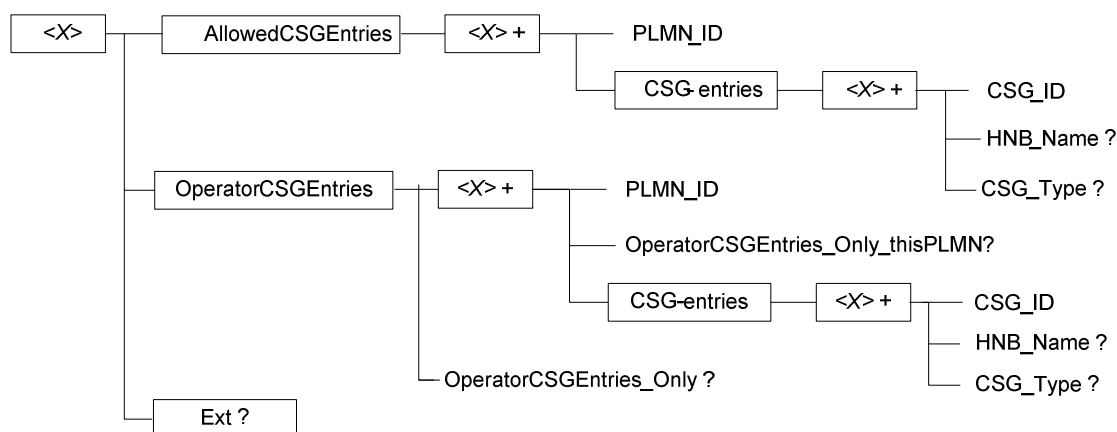 <X>
AllowedCSGEntries
<X> +
PLMN_ID
CSG-entries
<X> +
CSG_ID
HNB_Name ?
CSG_Type ?
OperatorCSGEntries
<X> +
PLMN_ID
OperatorCSGEntries_Only_thisPLMN?
CSG-entries
<X> +
CSG_ID
HNB_Name ?
CSG_Type ?
OperatorCSGEntries_Only ?
Ext ?